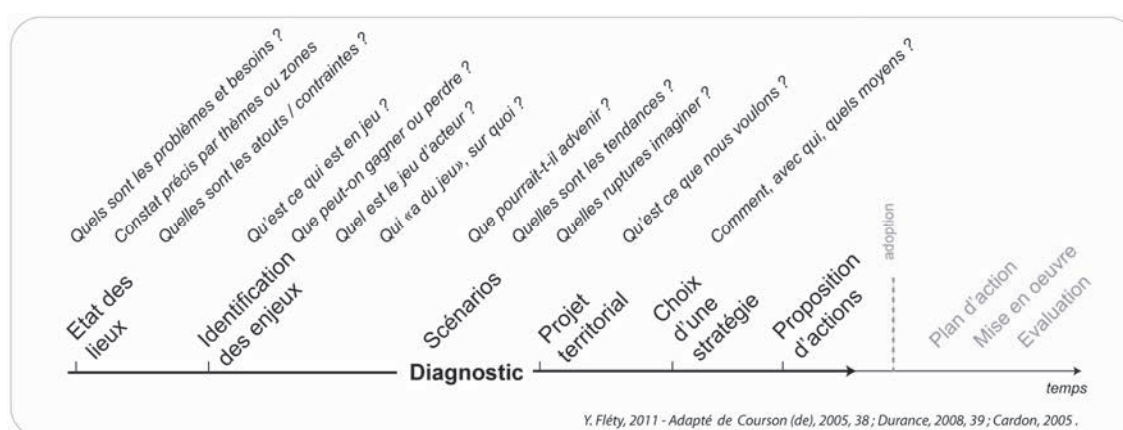 Quels sont les problèmes et besoins ?
Constat précis par thèmes ou zones
Quelles sont les atouts / contraintes ?
Qu'est ce qui est en jeu ?
Que peut-on gagner ou perdre ?
Quel est le jeu d'acteur ?
Qui «a du jeu», sur quoi ?
Que pourrait-t-il advenir ?
Quelles sont les tendances ?
Quelles ruptures imaginer ?
Qu'est ce que nous voulons ?
Comment, avec qui, quels moyens ?
adoption
Etat des
lieux
Identification
des enjeux
Scénarios
Projet
territorial
Choix
d'une
stratégie
Proposition
d'actions
Plan d'action
Mise en oeuvre
Evaluation
Diagnostic
temps
Y. Fléty, 2011 - Adapté de Courson (de), 2005, 38 ; Durance, 2008, 39 ; Cardon, 2005 .